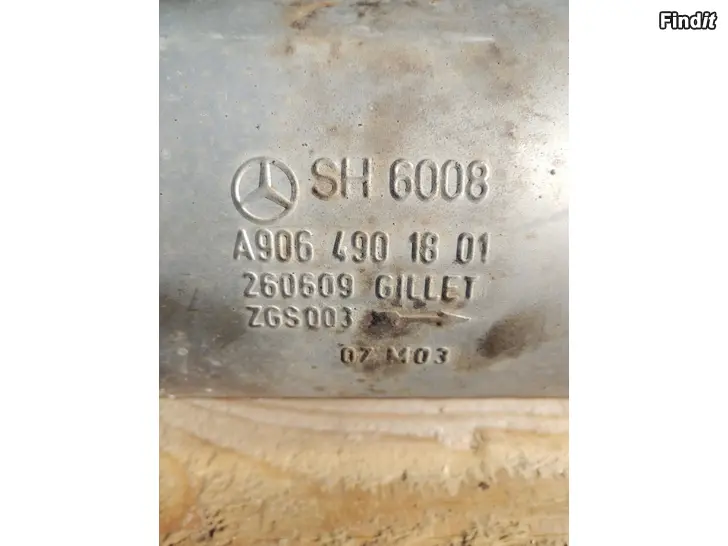 Findit
SH 6008
A906 490 18 01
260609 GILLET
ZGS003
07 M03